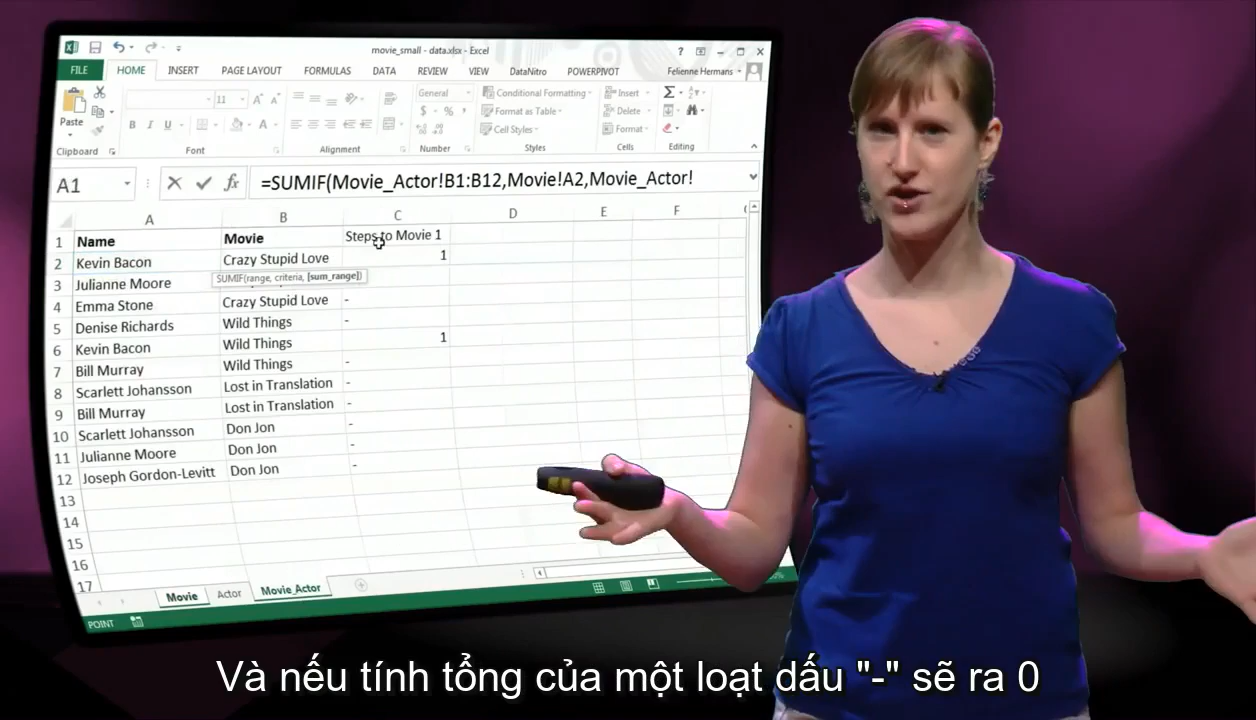 movie_small - data.xlsx - Excel
FILE HOME INSERT PAGE LAYOUT FORMULAS DATA REVIEW VIEW DataNitro POWERPIVOT Felienne Hermans
Paste
11
General
B I U
Conditional Formatting
Format as Table
Cell Styles
Insert
Delete
Format
Clipboard Font Alignment Number Styles Cells Editing
A1 fx =SUMIF(Movie_Actor!B1:B12,Movie!A2,Movie_Actor!
A B C D E F
1 Name Movie Steps to Movie 1
2 Kevin Bacon Crazy Stupid Love 1
3 Julianne Moore
SUMIF(range, criteria, [sum_range])
4 Emma Stone Crazy Stupid Love -
5 Denise Richards Wild Things -
6 Kevin Bacon Wild Things 1
7 Bill Murray Wild Things -
8 Scarlett Johansson Lost in Translation -
9 Bill Murray Lost in Translation -
10 Scarlett Johansson Don Jon -
11 Julianne Moore Don Jon -
12 Joseph Gordon-Levitt Don Jon -
13
14
15
16
17
Movie Actor Movie_Actor
POINT
Và nếu tính tổng của một loạt dấu "-" sẽ ra 0